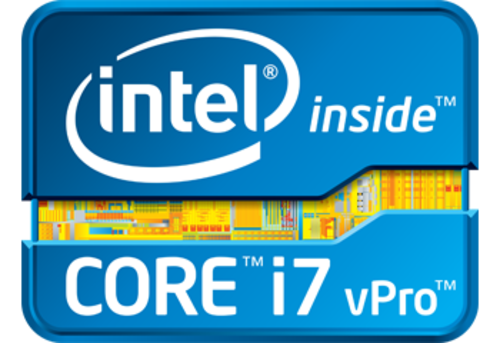 intel® inside™
CORE™ i7 vPro™